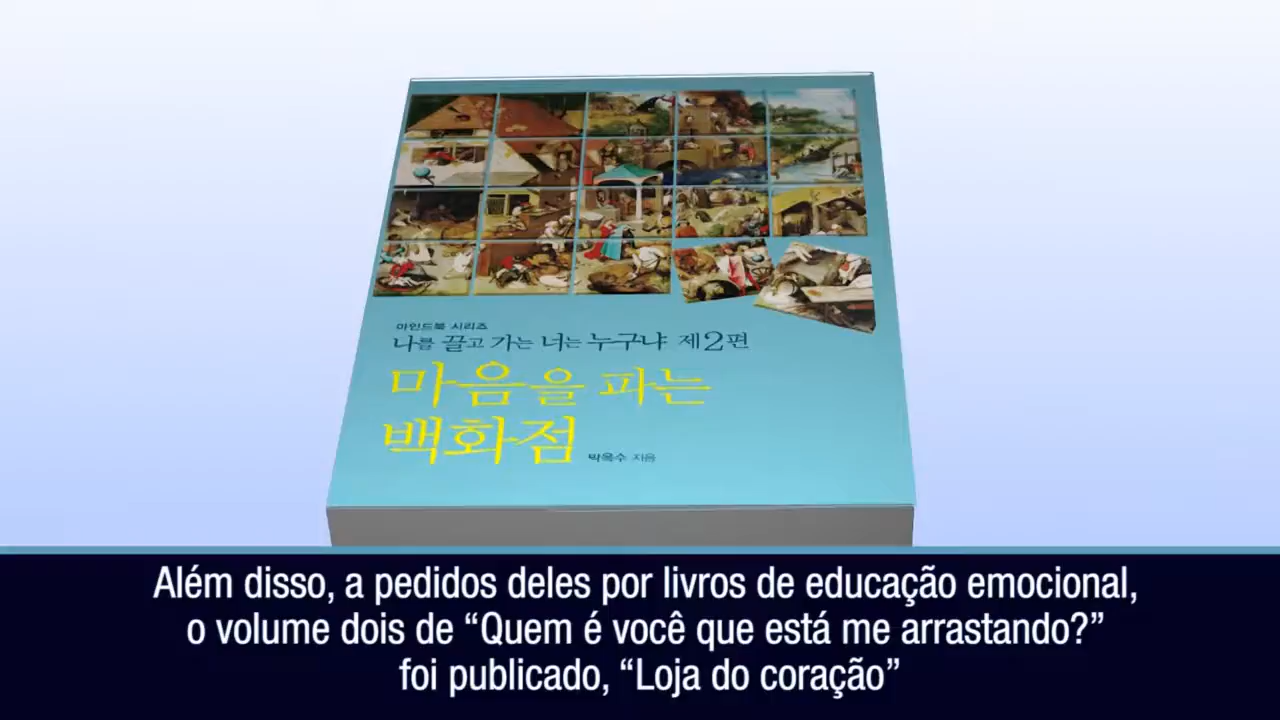 마인드북 시리즈
나를 끌고 가는 너는 누구냐 제2편
마음을 파는
백화점 박옥수 지음
Além disso, a pedidos deles por livros de educação emocional,
o volume dois de “Quem é você que está me arrastando?”
foi publicado, “Loja do coração”